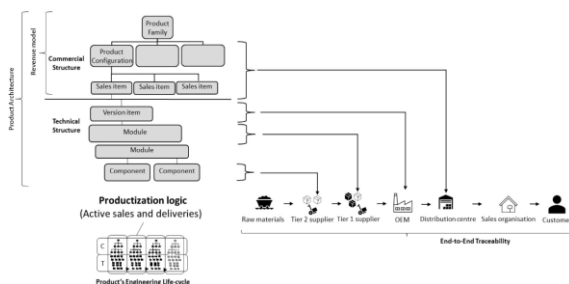 Product Architecture
Revenue model
Commercial
Structure
Product
Family
Product
Configuration
Sales item
Sales item
Sales item
Technical
Structure
Version item
Module
Module
Component
Component
Productization logic
(Active sales and deliveries)
C
T
Product's Engineering Life-cycle
Raw materials
Tier 2 supplier
Tier 1 supplier
OEM
Distribution centre
Sales organisation
Customer
End-to-End Traceability